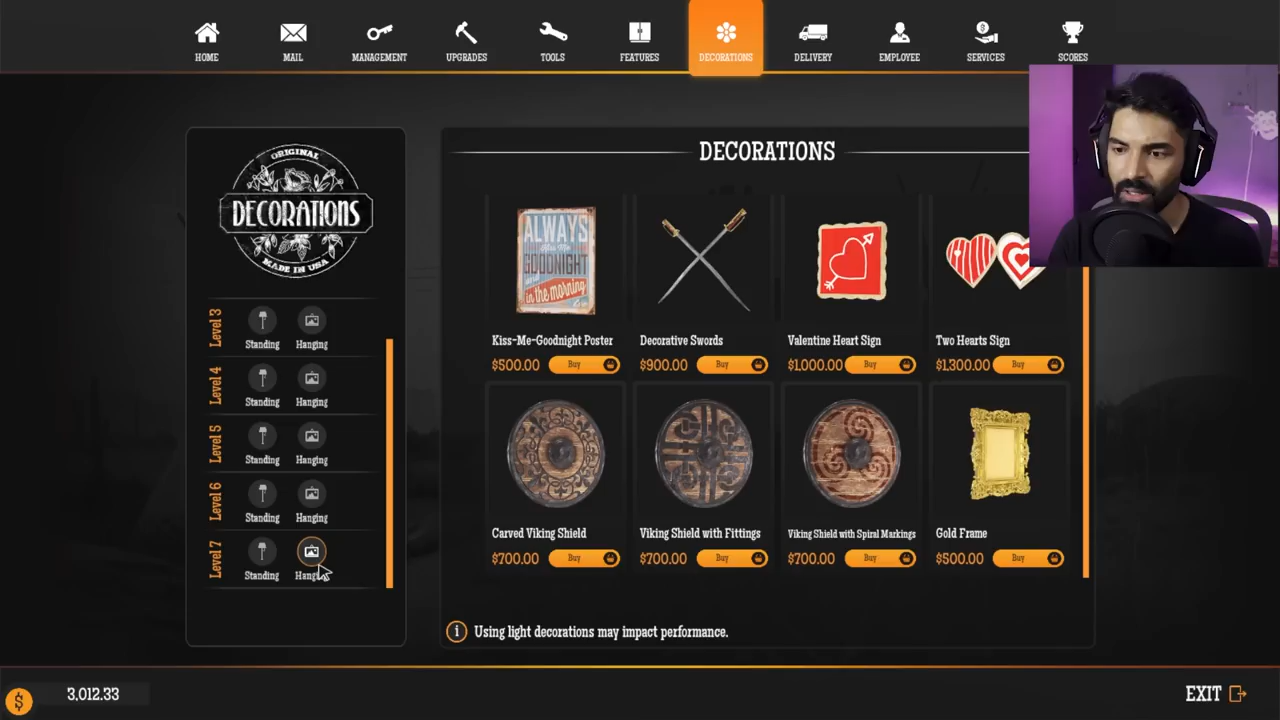 HOME
MAIL
MANAGEMENT
UPGRADES
TOOLS
FEATURES
DECORATIONS
DELIVERY
EMPLOYEE
SERVICES
SCORES
ORIGINAL
DECORATIONS
MADE IN USA
DECORATIONS
ALWAYS
Kiss Me
GOODNIGHT
in the morning
Kiss-Me-Goodnight Poster
Decorative Swords
Valentine Heart Sign
Two Hearts Sign
$500.00 Buy
$900.00 Buy
$1,000.00 Buy
$1,300.00 Buy
Carved Viking Shield
Viking Shield with Fittings
Viking Shield with Spiral Markings
Gold Frame
$700.00 Buy
$700.00 Buy
$700.00 Buy
$500.00 Buy
Level 3
Standing
Hanging
Level 4
Standing
Hanging
Level 5
Standing
Hanging
Level 6
Standing
Hanging
Level 7
Standing
Using light decorations may impact performance.
$ 3,012.33
EXIT